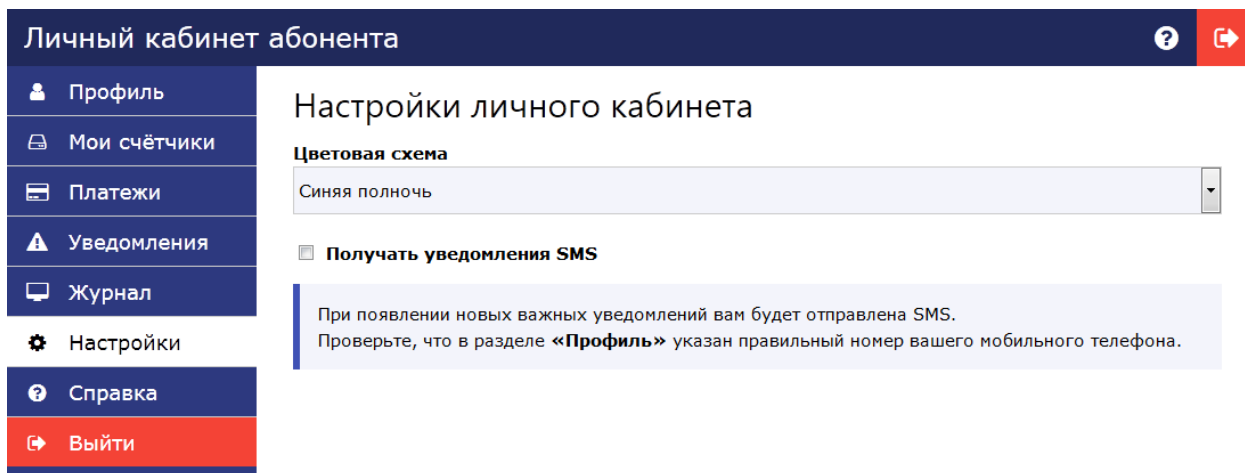 Личный кабинет абонента
Профиль
Мои счётчики
Платежи
Уведомления
Журнал
Настройки
Справка
Выйти
Настройки личного кабинета
Цветовая схема
Синяя полночь
Получать уведомления SMS
При появлении новых важных уведомлений вам будет отправлена SMS.
Проверьте, что в разделе «Профиль» указан правильный номер вашего мобильного телефона.